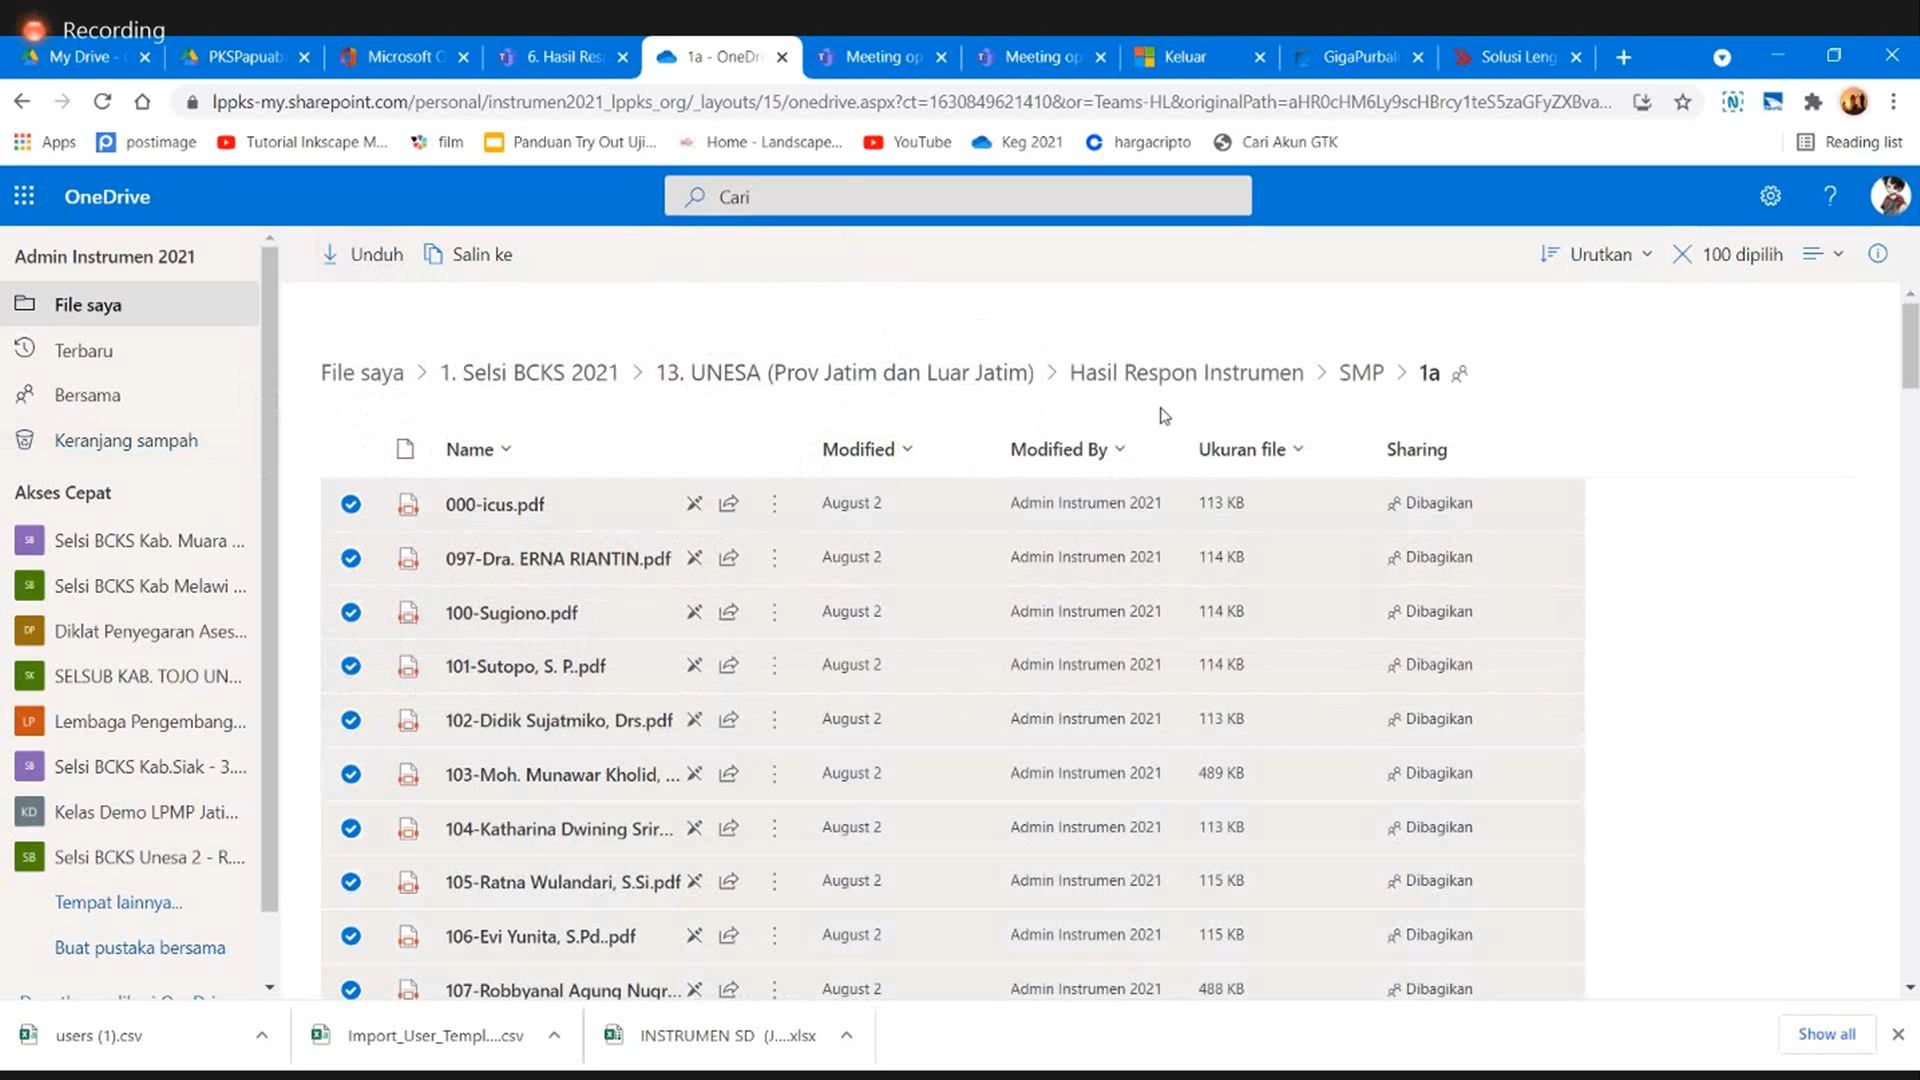 Recording
My Drive -
PKSPapuab
Microsoft O
6. Hasil Res
1a - OneDri
Meeting op
Meeting op
Keluar
GigaPurbal
Solusi Leng
lppks-my.sharepoint.com/personal/instrumen2021_lppks_org/_layouts/15/onedrive.aspx?ct=1630849621410&or=Teams-HL&originalPath=aHR0cHM6Ly9scHBrcy1teS5zaGFyZXBva...
Apps
postimage
Tutorial Inkscape M...
film
Panduan Try Out Uji...
Home - Landscape...
YouTube
Keg 2021
hargacripto
Cari Akun GTK
Reading list
OneDrive
Cari
?
Admin Instrumen 2021
File saya
Terbaru
Bersama
Keranjang sampah
Akses Cepat
SB Selsi BCKS Kab. Muara ...
SB Selsi BCKS Kab Melawi ...
DP Diklat Penyegaran Ases...
SK SELSUB KAB. TOJO UN...
LP Lembaga Pengembang...
SB Selsi BCKS Kab.Siak - 3....
KD Kelas Demo LPMP Jati...
SB Selsi BCKS Unesa 2 - R....
Tempat lainnya...
Buat pustaka bersama
Unduh
Salin ke
Urutkan
100 dipilih
File saya > 1. Selsi BCKS 2021 > 13. UNESA (Prov Jatim dan Luar Jatim) > Hasil Respon Instrumen > SMP > 1a
Name Modified Modified By Ukuran file Sharing
000-icus.pdf August 2 Admin Instrumen 2021 113 KB Dibagikan
097-Dra. ERNA RIANTIN.pdf August 2 Admin Instrumen 2021 114 KB Dibagikan
100-Sugiono.pdf August 2 Admin Instrumen 2021 114 KB Dibagikan
101-Sutopo, S. P..pdf August 2 Admin Instrumen 2021 114 KB Dibagikan
102-Didik Sujatmiko, Drs.pdf August 2 Admin Instrumen 2021 113 KB Dibagikan
103-Moh. Munawar Kholid, ... August 2 Admin Instrumen 2021 489 KB Dibagikan
104-Katharina Dwining Srir... August 2 Admin Instrumen 2021 113 KB Dibagikan
105-Ratna Wulandari, S.Si.pdf August 2 Admin Instrumen 2021 115 KB Dibagikan
106-Evi Yunita, S.Pd..pdf August 2 Admin Instrumen 2021 115 KB Dibagikan
107-Robbyanal Agung Nugr... August 2 Admin Instrumen 2021 488 KB Dibagikan
users (1).csv
Import_User_Templ....csv
INSTRUMEN SD (J....xlsx
Show all